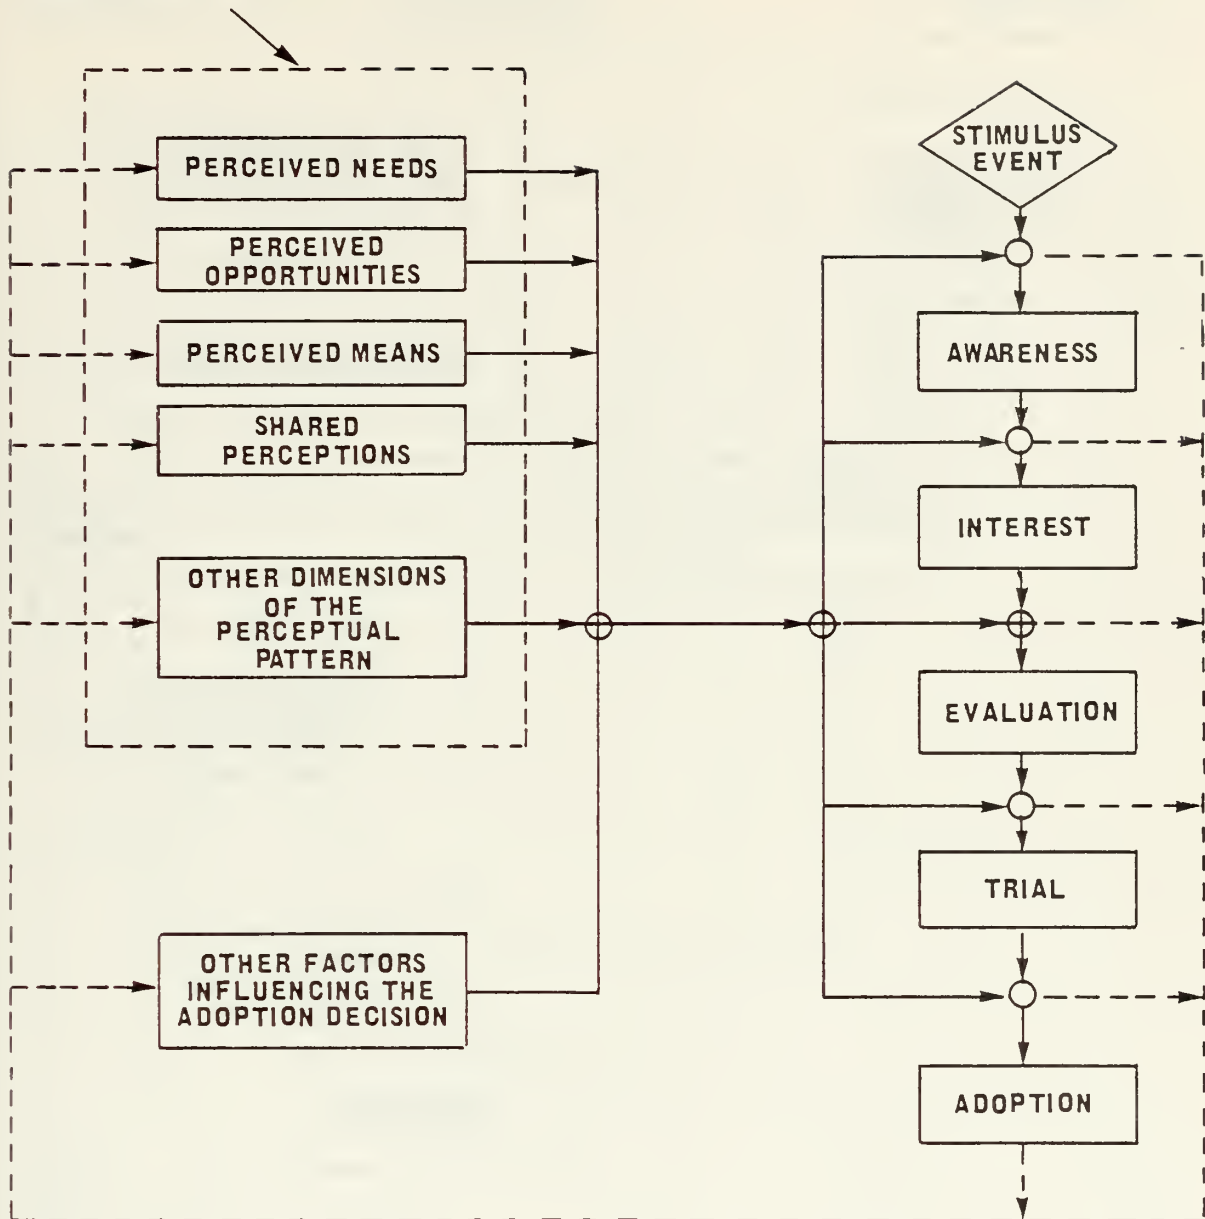 PERCEIVED NEEDS
PERCEIVED
OPPORTUNITIES
PERCEIVED MEANS
SHARED
PERCEPTIONS
OTHER DIMENSIONS
OF THE
PERCEPTUAL
PATTERN
OTHER FACTORS
INFLUENCING THE
ADOPTION DECISION
STIMULUS
EVENT
AWARENESS
INTEREST
EVALUATION
TRIAL
ADOPTION